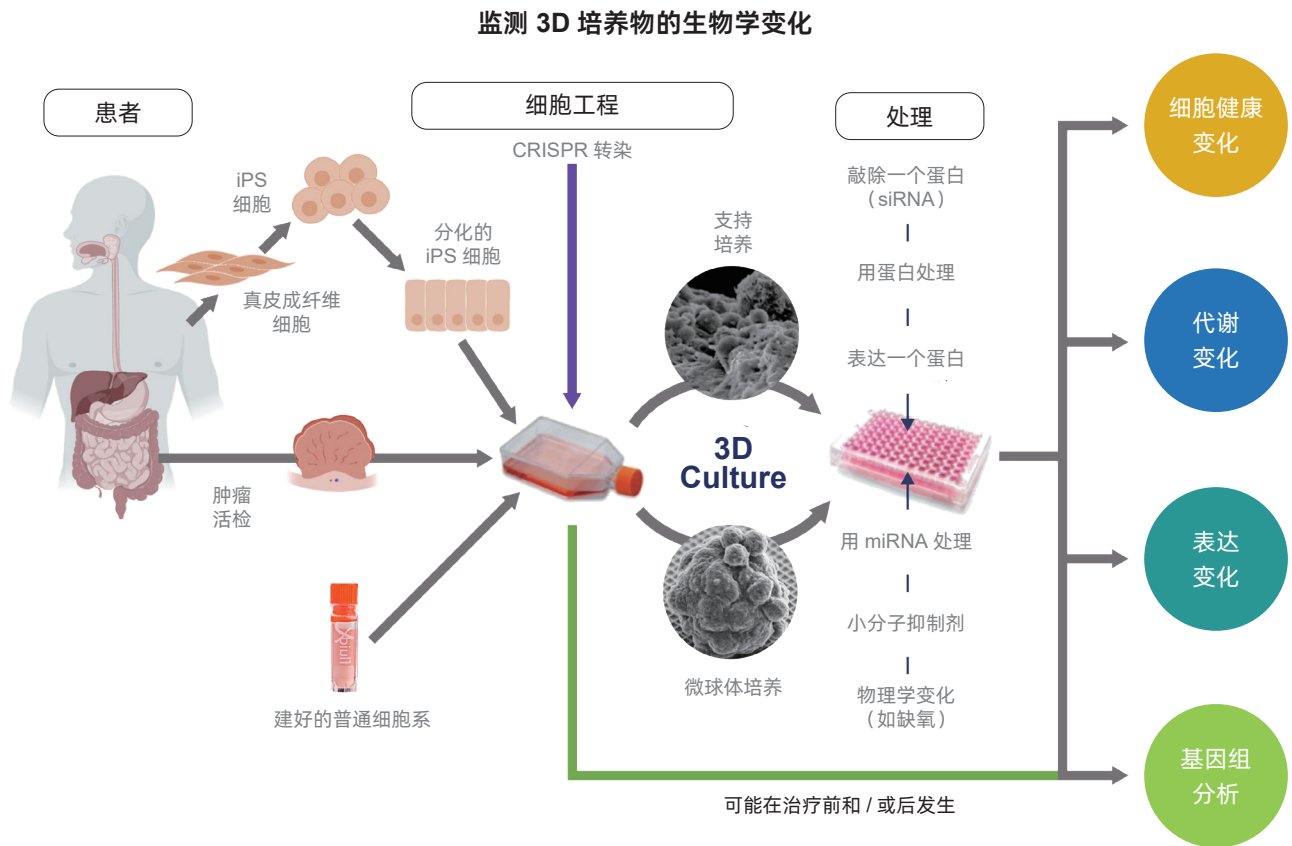 监测 3D 培养物的生物学变化
患者
细胞工程
处理
CRISPR 转染
iPS
细胞
分化的
iPS 细胞
真皮成纤维
细胞
肿瘤
活检
建好的普通细胞系
支持
培养
3D
Culture
微球体培养
敲除一个蛋白
（siRNA）
用蛋白处理
表达一个蛋白
用 miRNA 处理
小分子抑制剂
物理学变化
（如缺氧）
细胞健康
变化
代谢
变化
表达
变化
基因组
分析
可能在治疗前和 / 或后发生